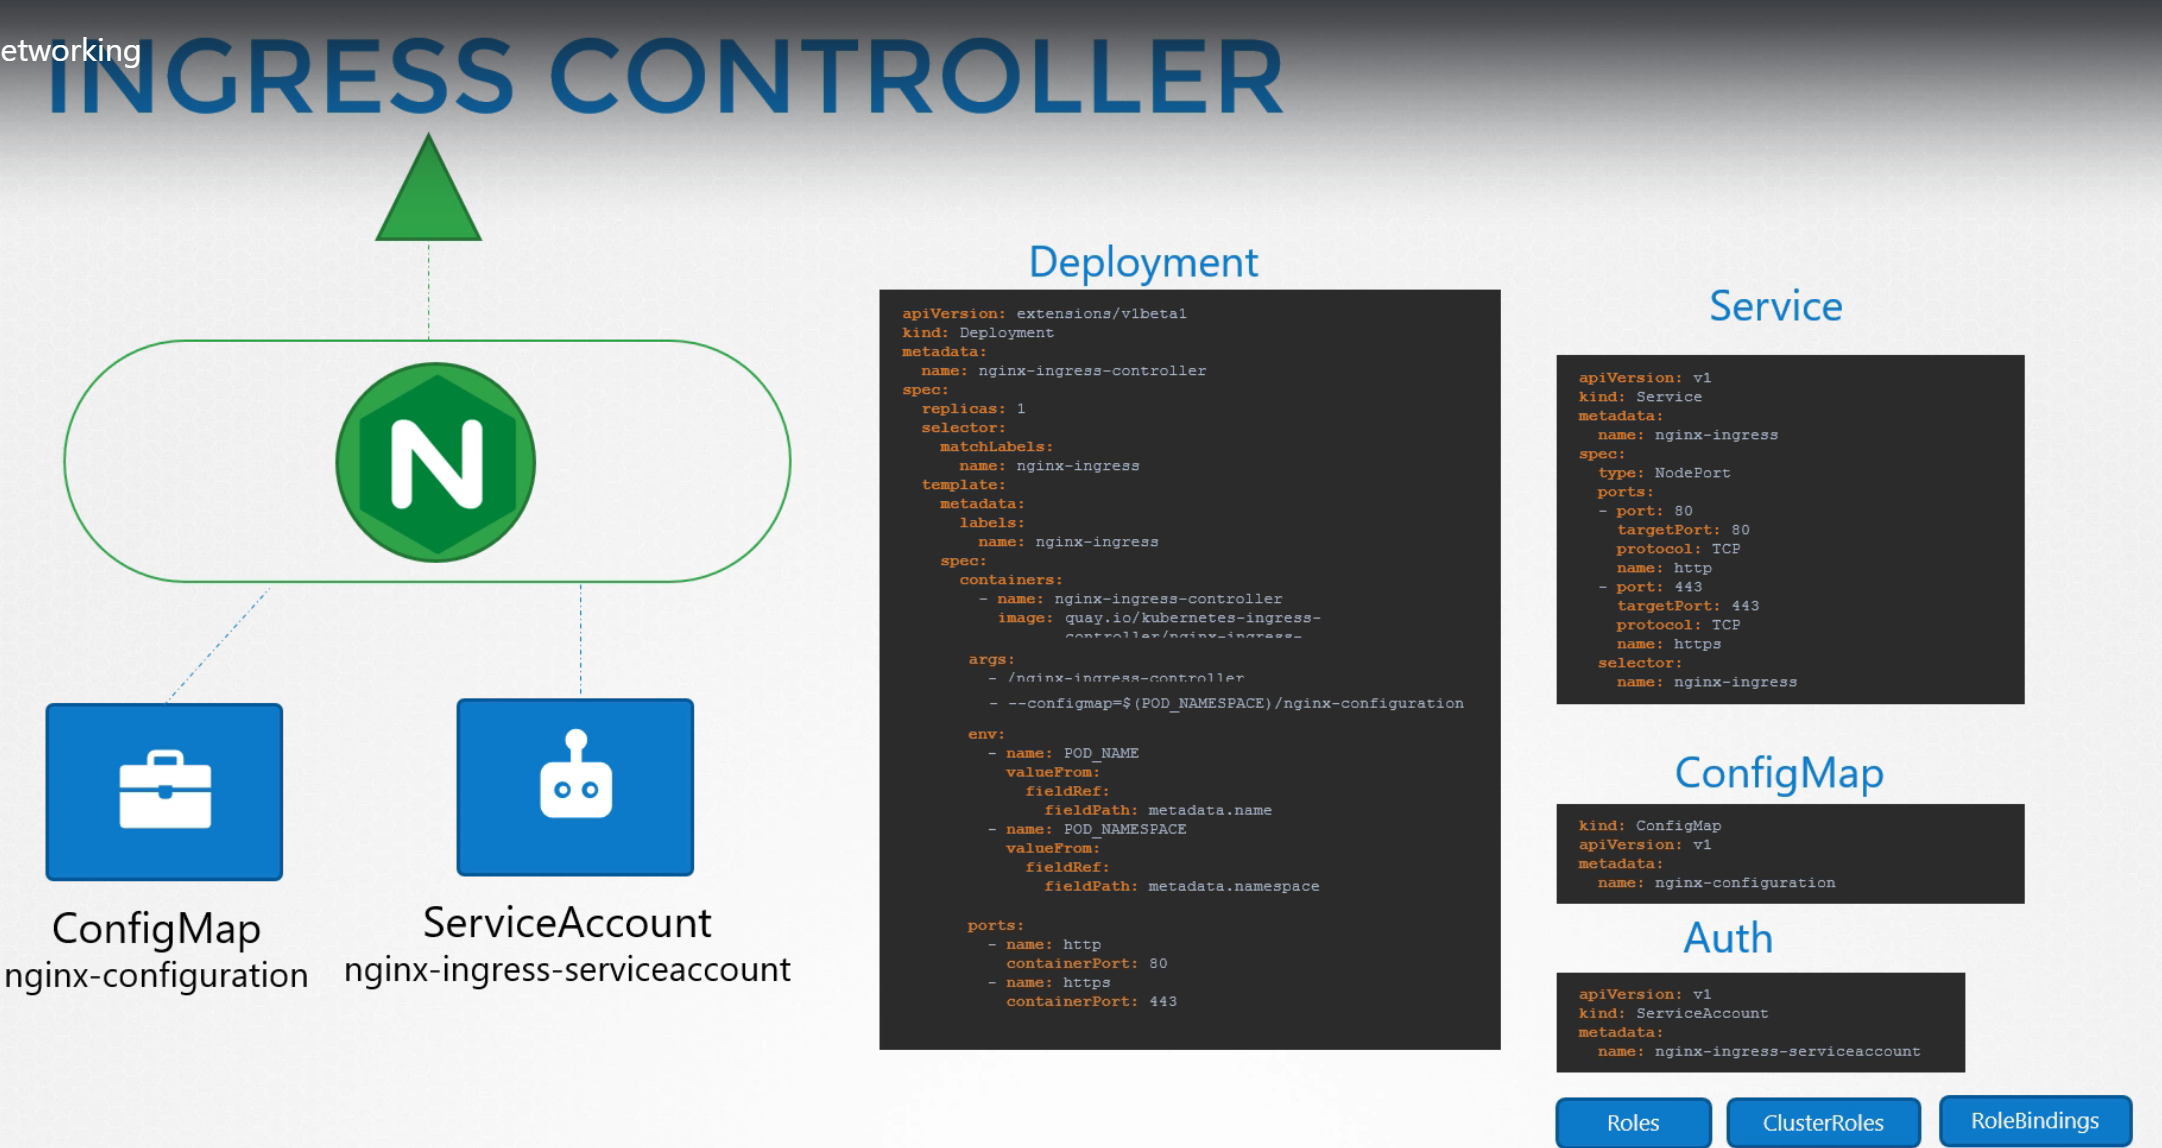 etworking
INGRESS CONTROLLER
N
ConfigMap
nginx-configuration
ServiceAccount
nginx-ingress-serviceaccount
Deployment
apiVersion: extensions/v1beta1
kind: Deployment
metadata:
  name: nginx-ingress-controller
spec:
  replicas: 1
  selector:
    matchLabels:
      name: nginx-ingress
  template:
    metadata:
      labels:
        name: nginx-ingress
    spec:
      containers:
        - name: nginx-ingress-controller
          image: quay.io/kubernetes-ingress-
                 controller/nginx-ingress-
       args:
         - /nginx-ingress-controller
         - --configmap=$(POD_NAMESPACE)/nginx-configuration
       env:
         - name: POD_NAME
           valueFrom:
             fieldRef:
               fieldPath: metadata.name
         - name: POD_NAMESPACE
           valueFrom:
             fieldRef:
               fieldPath: metadata.namespace
       ports:
         - name: http
           containerPort: 80
         - name: https
           containerPort: 443
Service
apiVersion: v1
kind: Service
metadata:
  name: nginx-ingress
spec:
  type: NodePort
  ports:
  - port: 80
    targetPort: 80
    protocol: TCP
    name: http
  - port: 443
    targetPort: 443
    protocol: TCP
    name: https
  selector:
    name: nginx-ingress
ConfigMap
kind: ConfigMap
apiVersion: v1
metadata:
  name: nginx-configuration
Auth
apiVersion: v1
kind: ServiceAccount
metadata:
  name: nginx-ingress-serviceaccount
Roles
ClusterRoles
RoleBindings